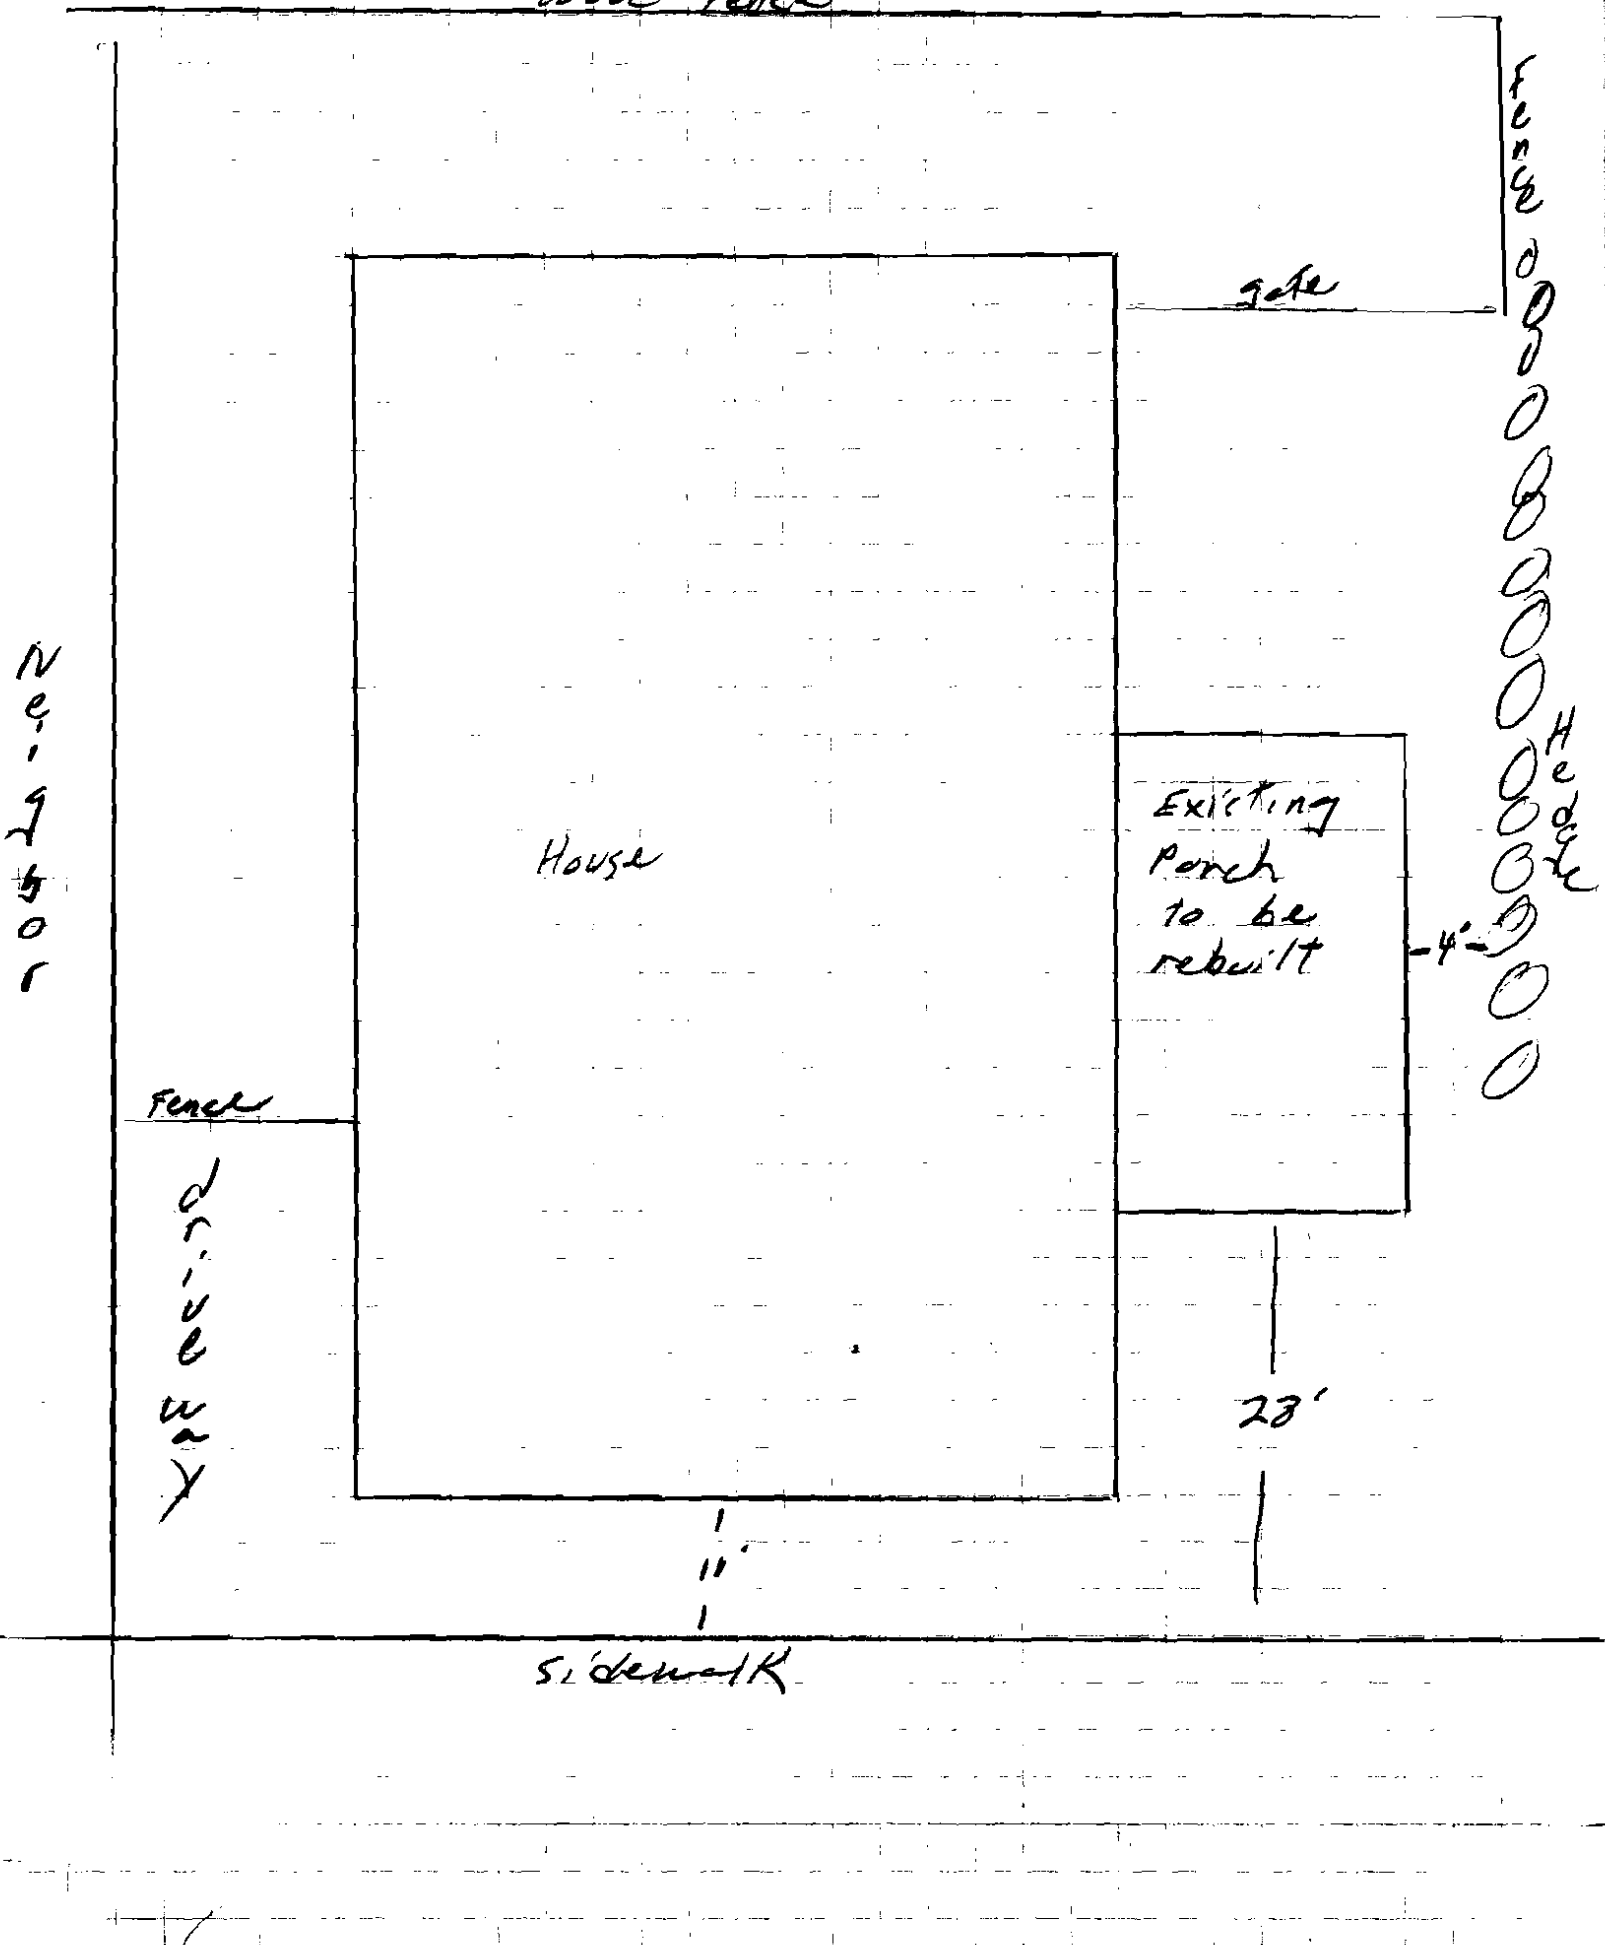 Fence
gate
Neighbor
Hedge
House
Existing
Porch
to be
rebuilt
-4'-
Fence
driveway
23'
11'
Sidewalk